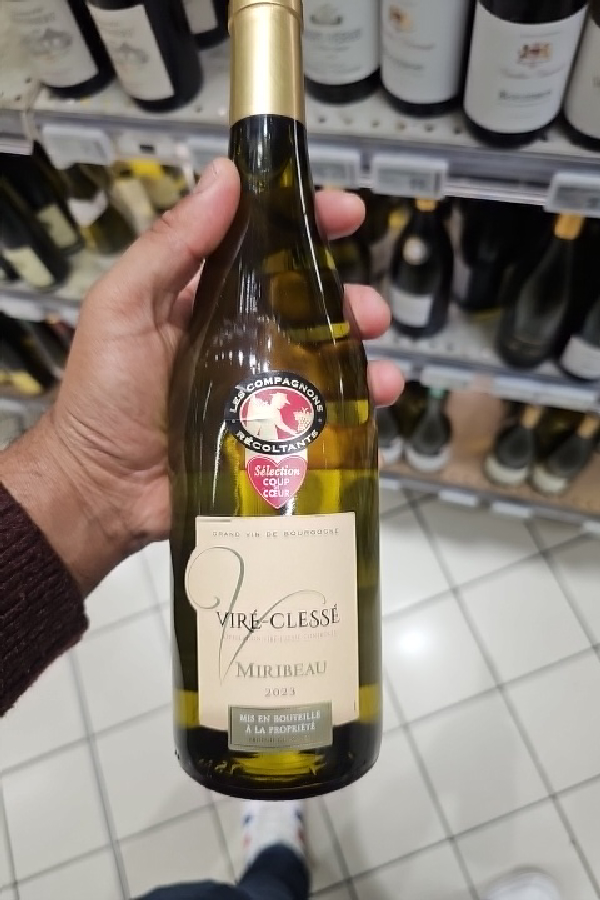 LES COMPAGNONS
RÉCOLTANTS
Sélection
COUP
de
CŒUR
GRAND VIN DE BOURGOGNE
VIRÉ-CLESSÉ
MIRIBEAU
2023
MIS EN BOUTEILLE
À LA PROPRIÉTÉ